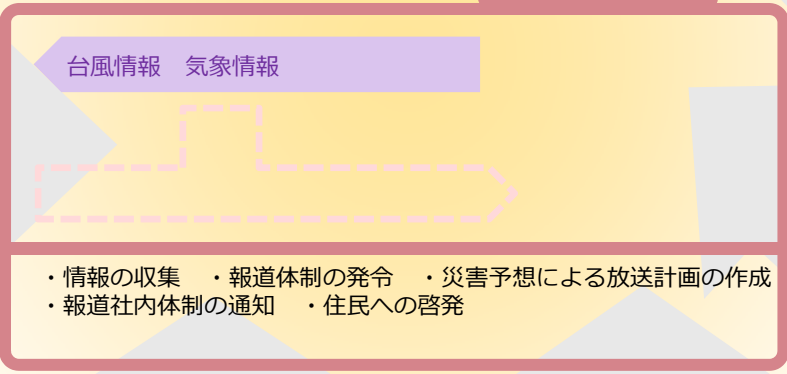 台風情報　気象情報
・情報の収集　・報道体制の発令　・災害予想による放送計画の作成
・報道社内体制の通知　・住民への啓発